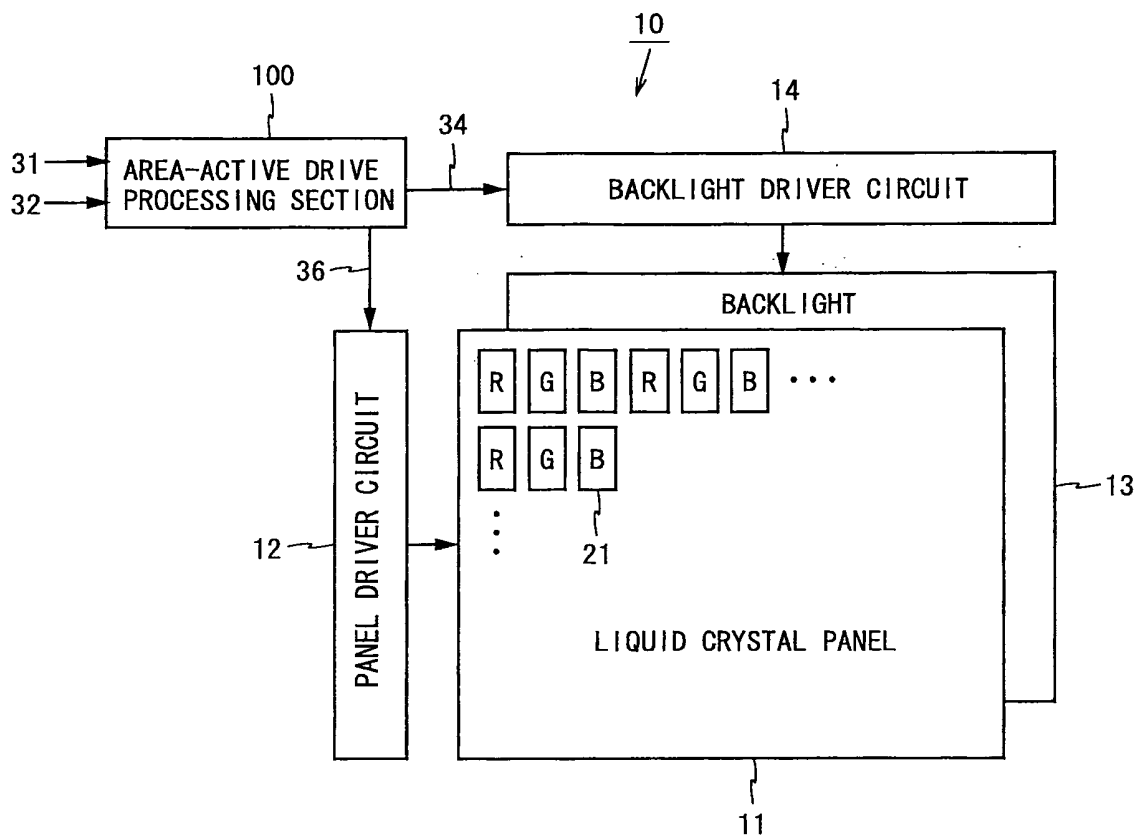 10
100
14
34
31
32
AREA-ACTIVE DRIVE
PROCESSING SECTION
BACKLIGHT DRIVER CIRCUIT
36
BACKLIGHT
R G B R G B ・・・
R G B
13
PANEL DRIVER CIRCUIT
12
21
LIQUID CRYSTAL PANEL
11